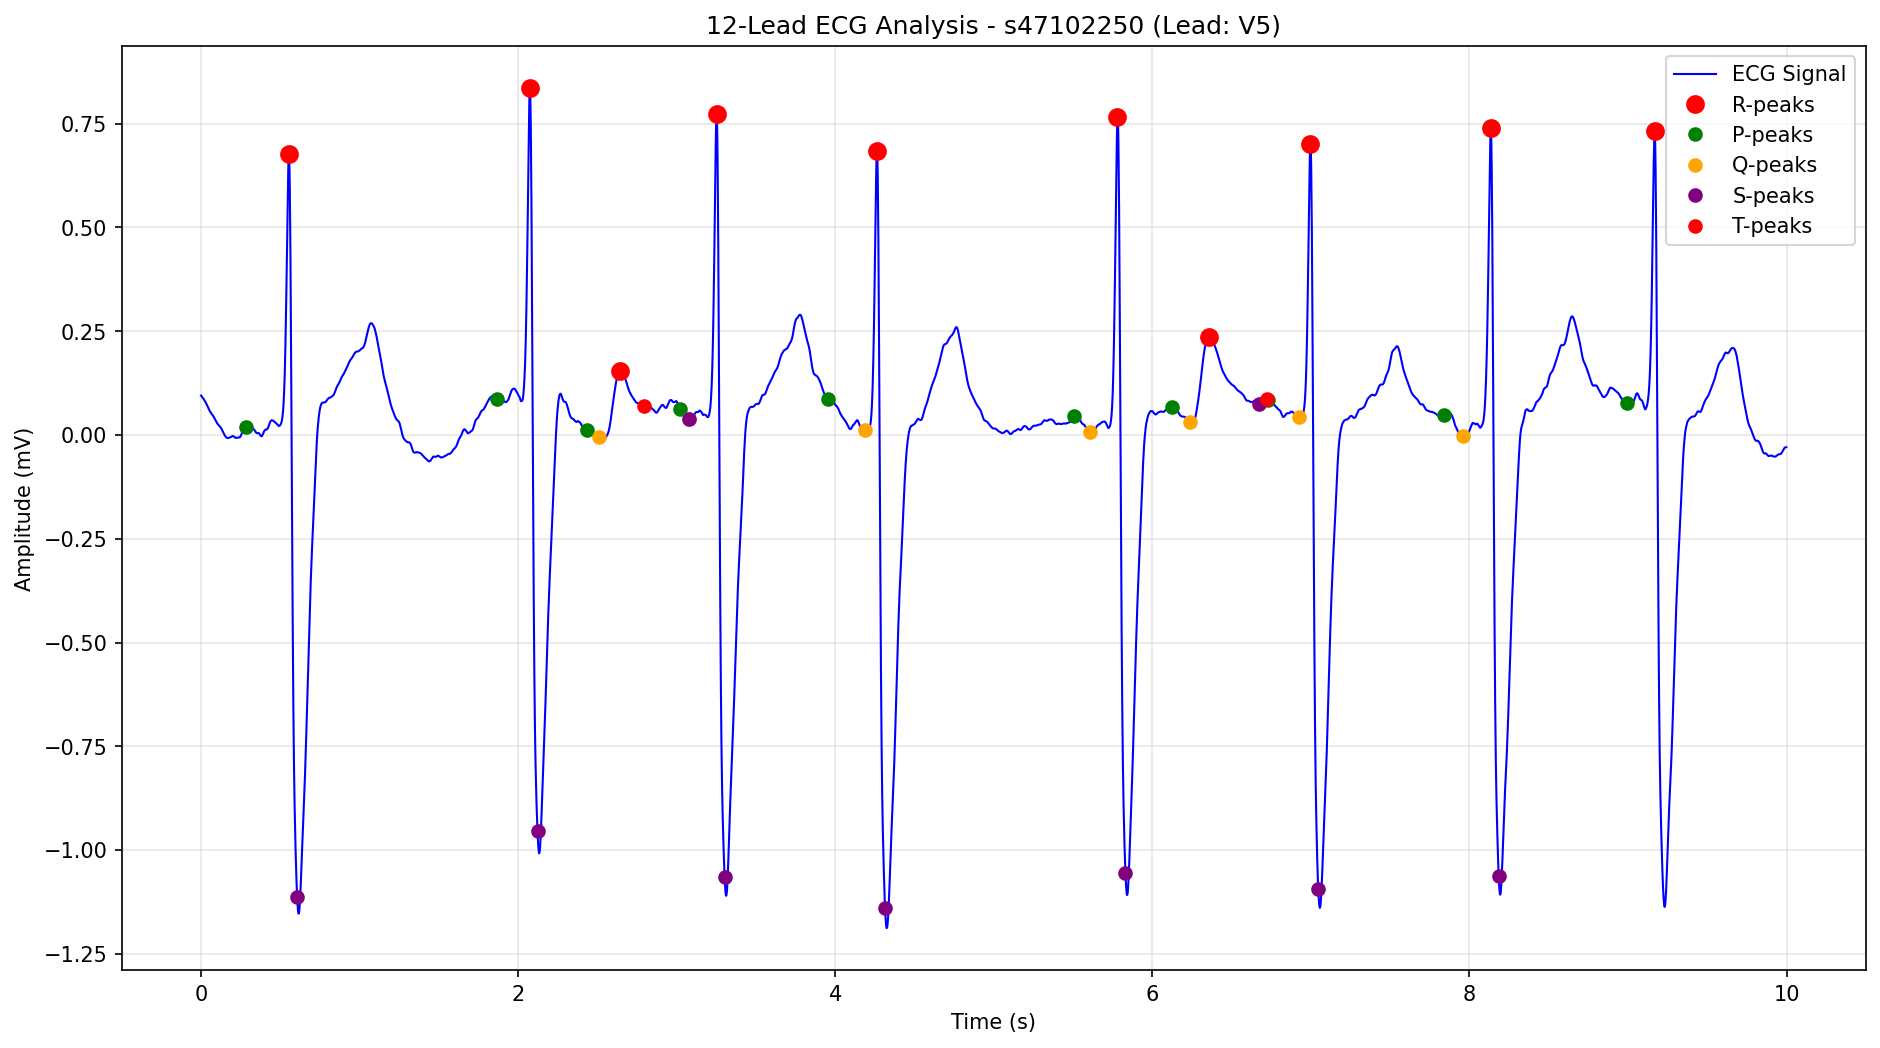 12-Lead ECG Analysis - s47102250 (Lead: V5)
ECG Signal
R-peaks
P-peaks
Q-peaks
S-peaks
T-peaks
Amplitude (mV)
0.75
0.50
0.25
0.00
−0.25
−0.50
−0.75
−1.00
−1.25
0 2 4 6 8 10
Time (s)